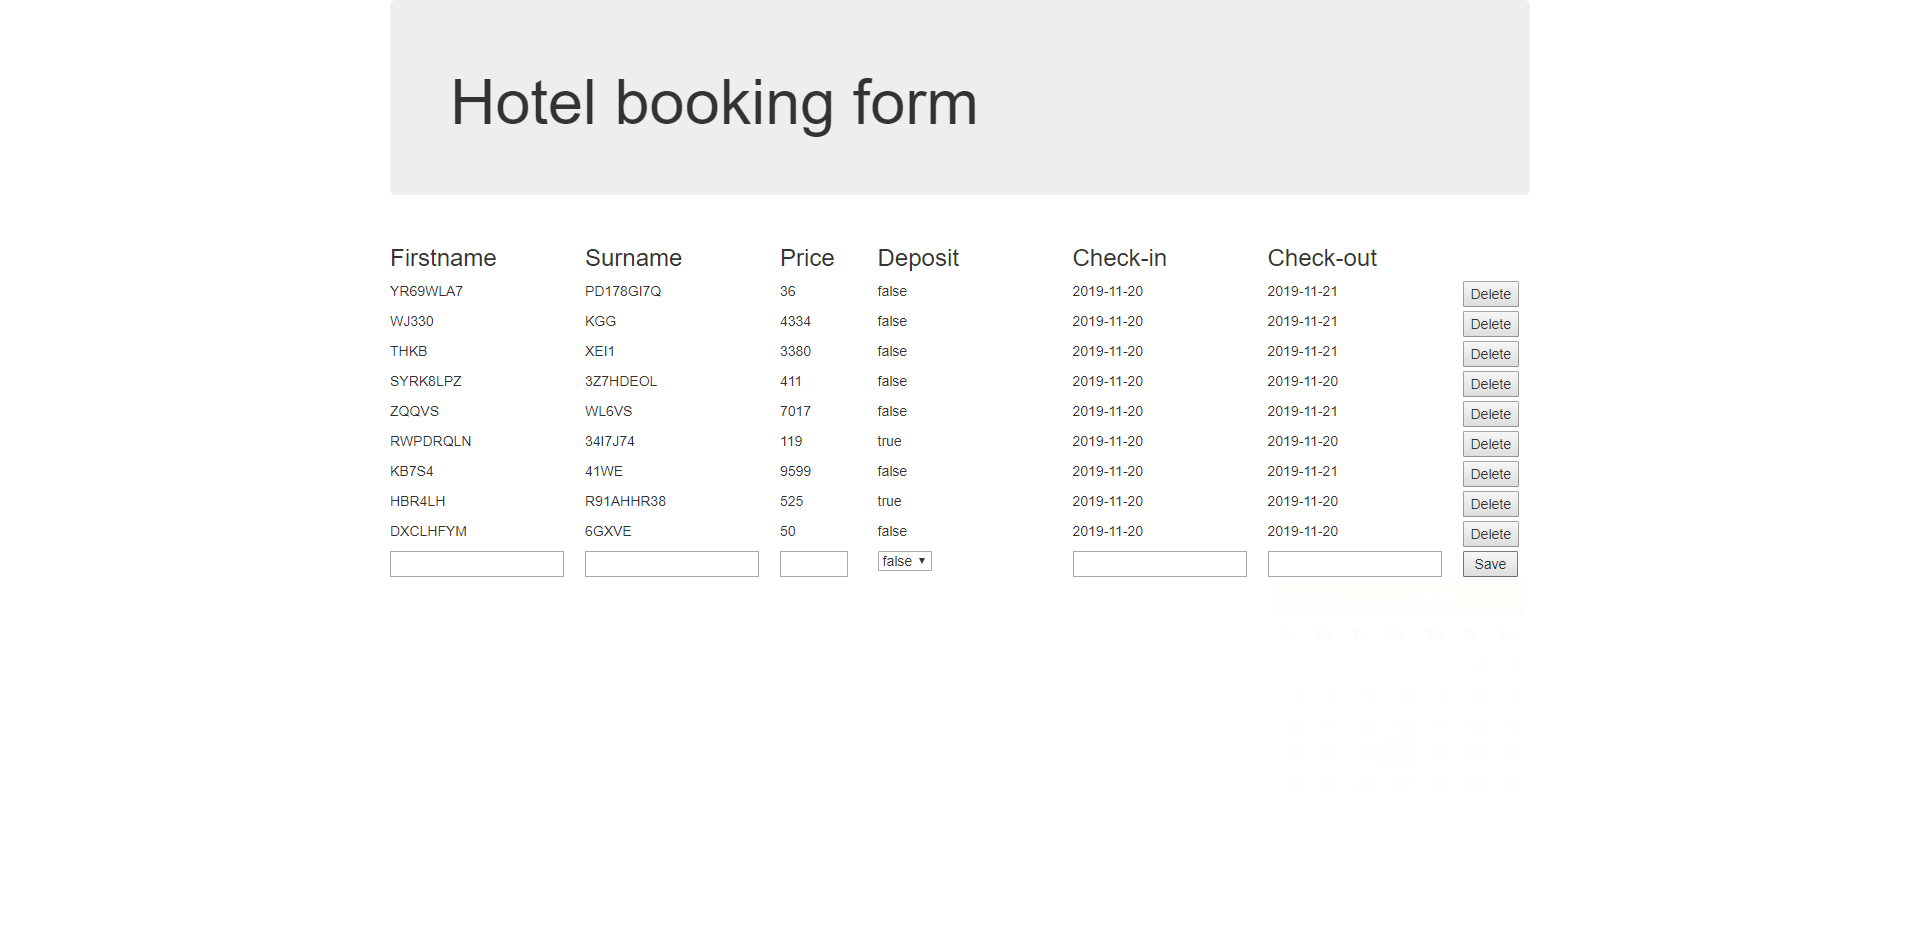 Hotel booking form
Firstname Surname Price Deposit Check-in Check-out
YR69WLA7 PD178GI7Q 36 false 2019-11-20 2019-11-21 Delete
WJ330 KGG 4334 false 2019-11-20 2019-11-21 Delete
THKB XEI1 3380 false 2019-11-20 2019-11-21 Delete
SYRK8LPZ 3Z7HDEOL 411 false 2019-11-20 2019-11-20 Delete
ZQQVS WL6VS 7017 false 2019-11-20 2019-11-21 Delete
RWPDRQLN 34I7J74 119 true 2019-11-20 2019-11-20 Delete
KB7S4 41WE 9599 false 2019-11-20 2019-11-21 Delete
HBR4LH R91AHHR38 525 true 2019-11-20 2019-11-20 Delete
DXCLHFYM 6GXVE 50 false 2019-11-20 2019-11-20 Delete
false Save